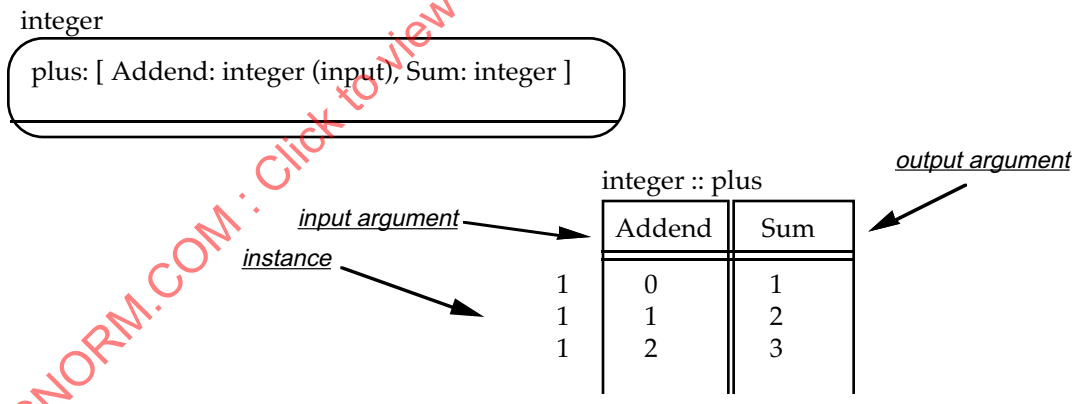 integer
plus: [ Addend: integer (input), Sum: integer ]
output argument
integer :: plus
input argument
Addend Sum
instance
1 0 1
1 1 2
1 2 3
SNORM.COM : Click to view